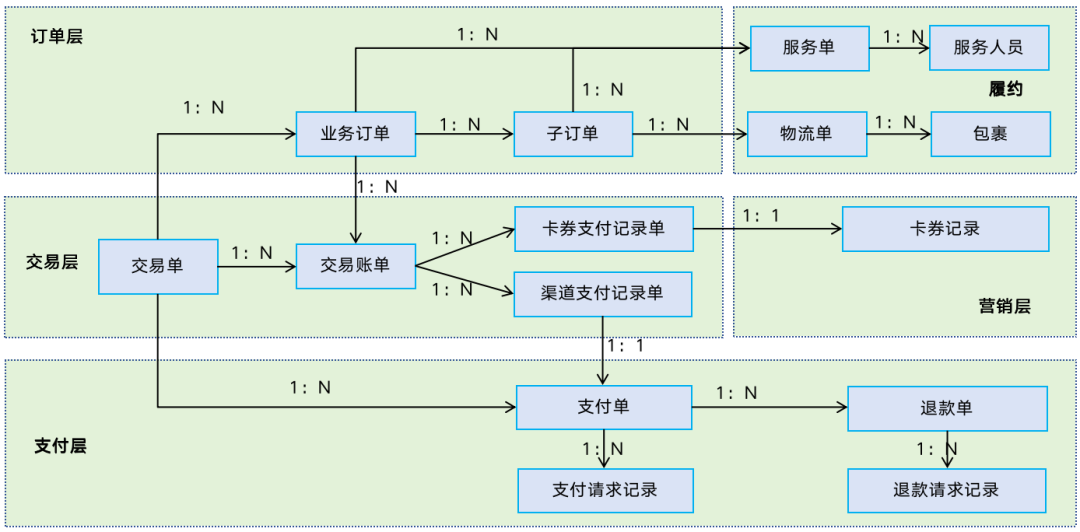 订单层
1: N
服务单
1: N
服务人员
履约
1: N
1: N
业务订单
1: N
子订单
1: N
物流单
1: N
包裹
1: N
交易层
交易单
1: N
交易账单
1: N
1: N
卡券支付记录单
渠道支付记录单
1: 1
卡券记录
营销层
1: 1
支付层
1: N
支付单
1: N
退款单
1: N
1: N
支付请求记录
退款请求记录